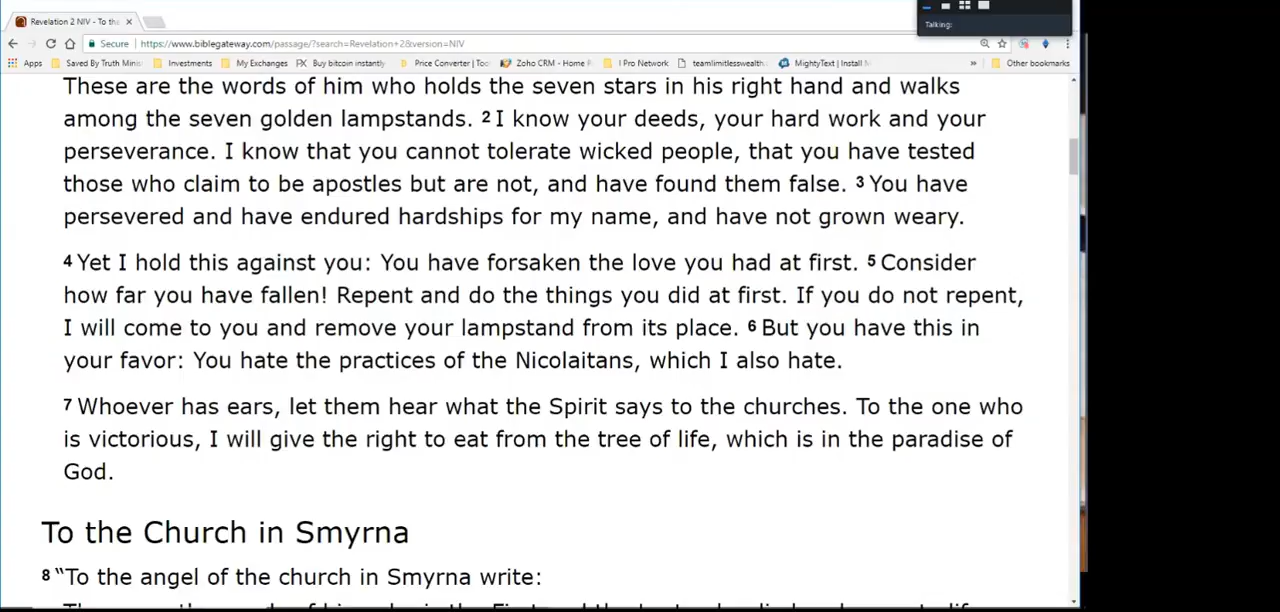 Revelation 2 NIV - To the
Talking:
Secure https://www.biblegateway.com/passage/?search=Revelation+2&version=NIV
Apps Saved By Truth Minis Investments My Exchanges Buy bitcoin instantly Price Converter | Too Zoho CRM - Home P I Pro Network teamlimitlesswealth MightyText | Install M » Other bookmarks
These are the words of him who holds the seven stars in his right hand and walks
among the seven golden lampstands. 2 I know your deeds, your hard work and your
perseverance. I know that you cannot tolerate wicked people, that you have tested
those who claim to be apostles but are not, and have found them false. 3 You have
persevered and have endured hardships for my name, and have not grown weary.
4 Yet I hold this against you: You have forsaken the love you had at first. 5 Consider
how far you have fallen! Repent and do the things you did at first. If you do not repent,
I will come to you and remove your lampstand from its place. 6 But you have this in
your favor: You hate the practices of the Nicolaitans, which I also hate.
7 Whoever has ears, let them hear what the Spirit says to the churches. To the one who
is victorious, I will give the right to eat from the tree of life, which is in the paradise of
God.
To the Church in Smyrna
8 “To the angel of the church in Smyrna write: